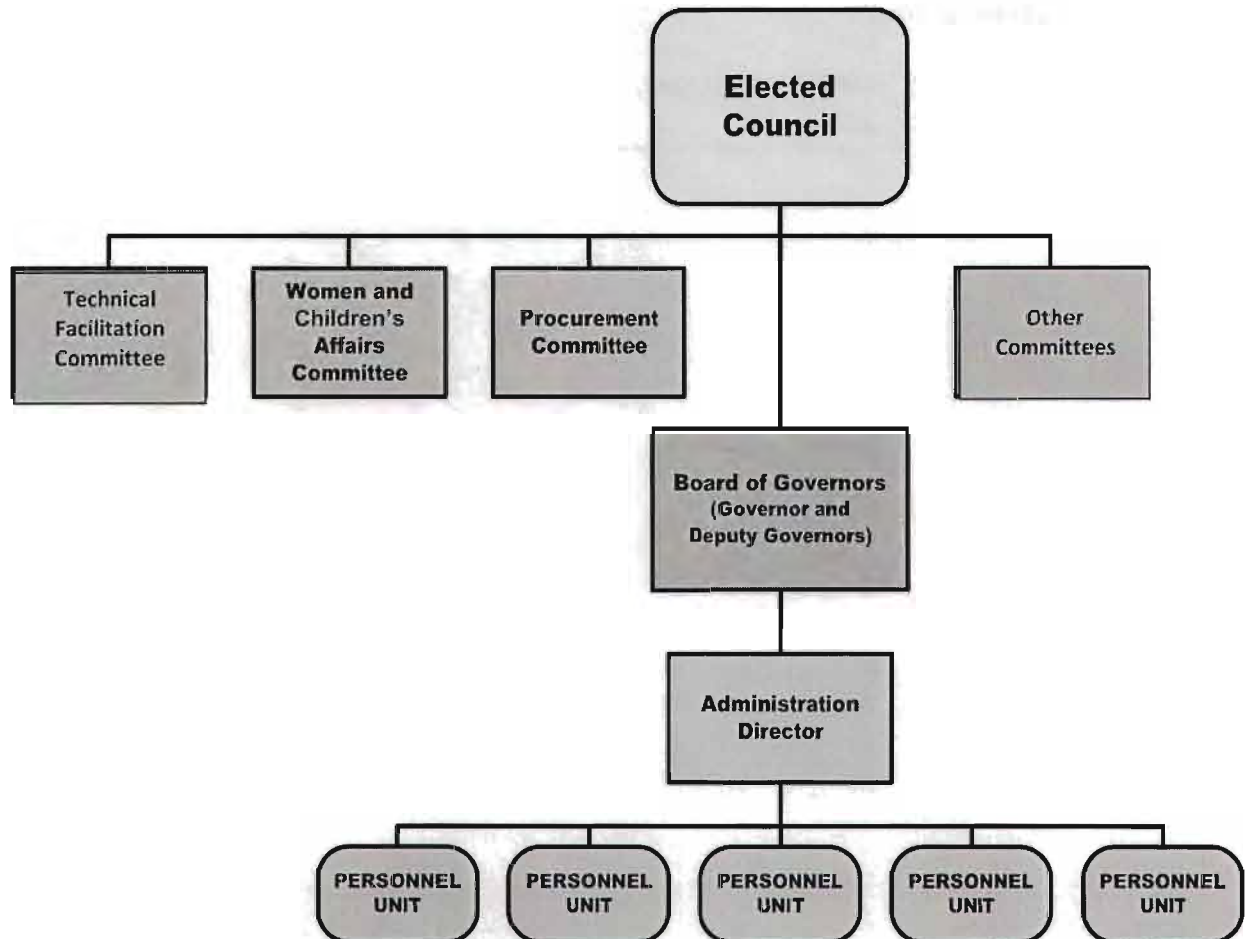 Elected
Council
Technical
Facilitation
Committee
Women and
Children's
Affairs
Committee
Procurement
Committee
Other
Committees
Board of Governors
(Governor and
Deputy Governors)
Administration
Director
PERSONNEL
UNIT
PERSONNEL
UNIT
PERSONNEL
UNIT
PERSONNEL
UNIT
PERSONNEL
UNIT